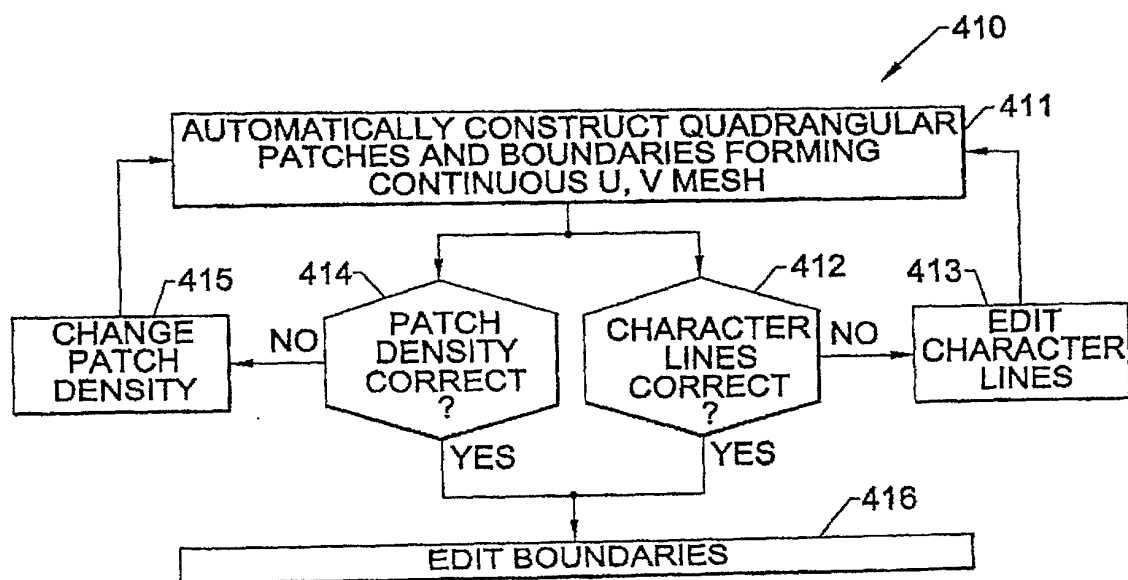 410
AUTOMATICALLY CONSTRUCT QUADRANGULAR
PATCHES AND BOUNDARIES FORMING
CONTINUOUS U, V MESH
411
415
CHANGE
PATCH
DENSITY
NO
414
PATCH
DENSITY
CORRECT
?
YES
412
CHARACTER
LINES
CORRECT
?
YES
NO
413
EDIT
CHARACTER
LINES
416
EDIT BOUNDARIES